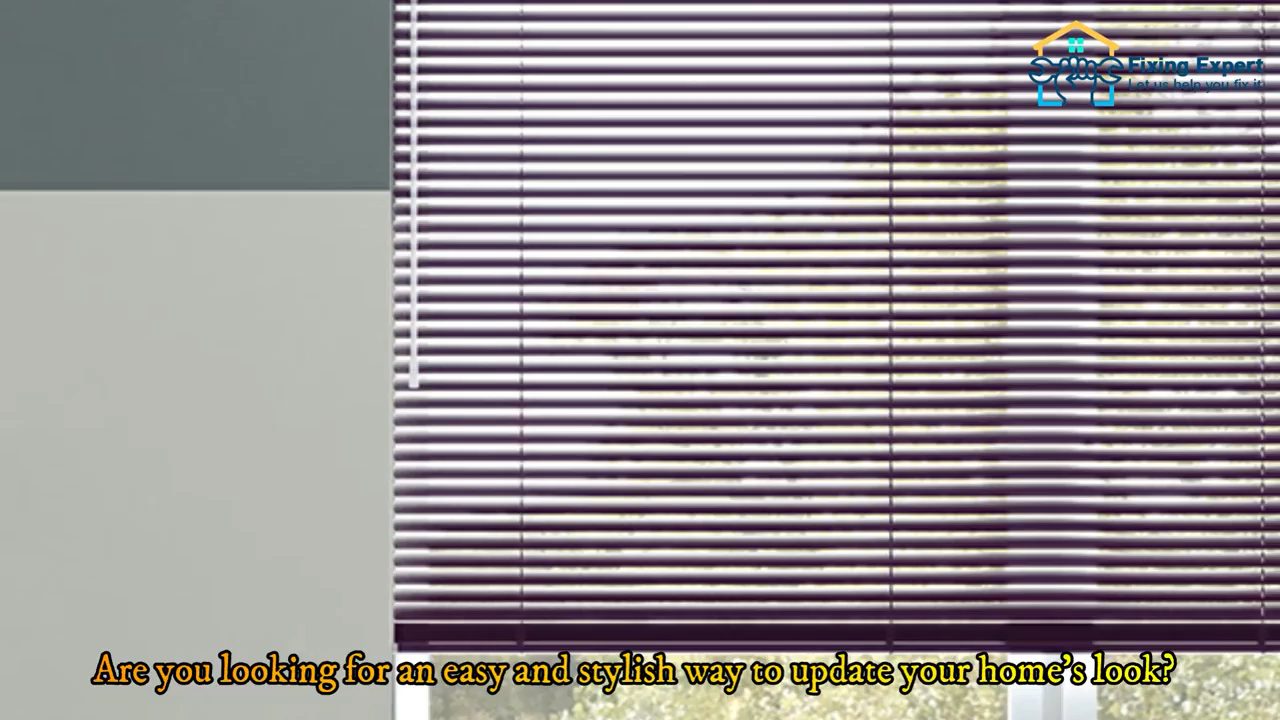 Fixing Expert
Let us help you fix it
Are you looking for an easy and stylish way to update your home's look?